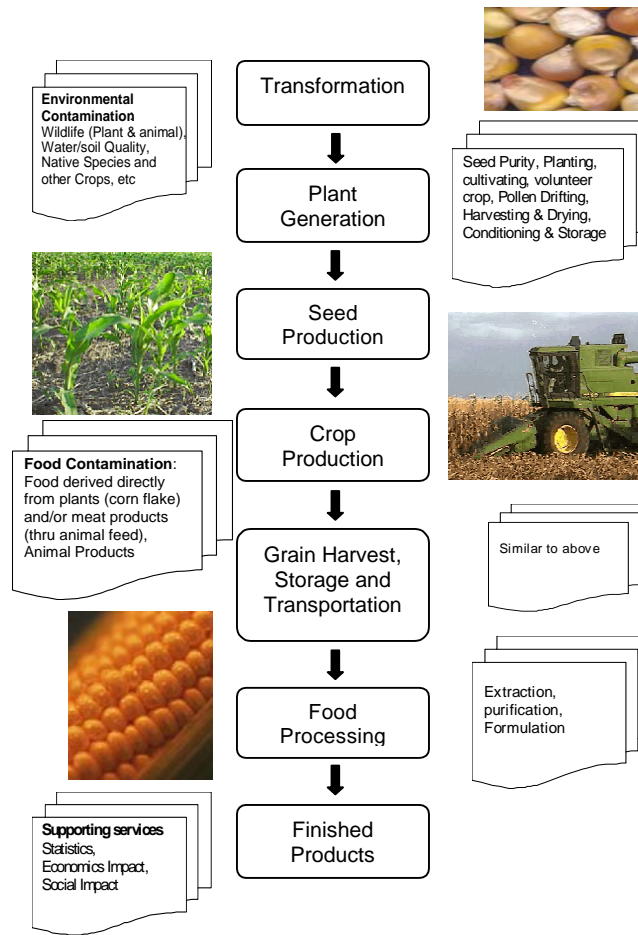 Transformation
Environmental
Contamination
Wildlife (Plant & animal),
Water/soil Quality,
Native Species and
other Crops, etc
Seed Purity, Planting,
cultivating, volunteer
crop, Pollen Drifting,
Harvesting & Drying,
Conditioning & Storage
Plant
Generation
Seed
Production
Crop
Production
Food Contamination:
Food derived directly
from plants (corn flake)
and/or meat products
(thru animal feed),
Animal Products
Grain Harvest,
Storage and
Transportation
Similar to above
Extraction,
purification,
Formulation
Food
Processing
Supporting services
Statistics,
Economics Impact,
Social Impact
Finished
Products